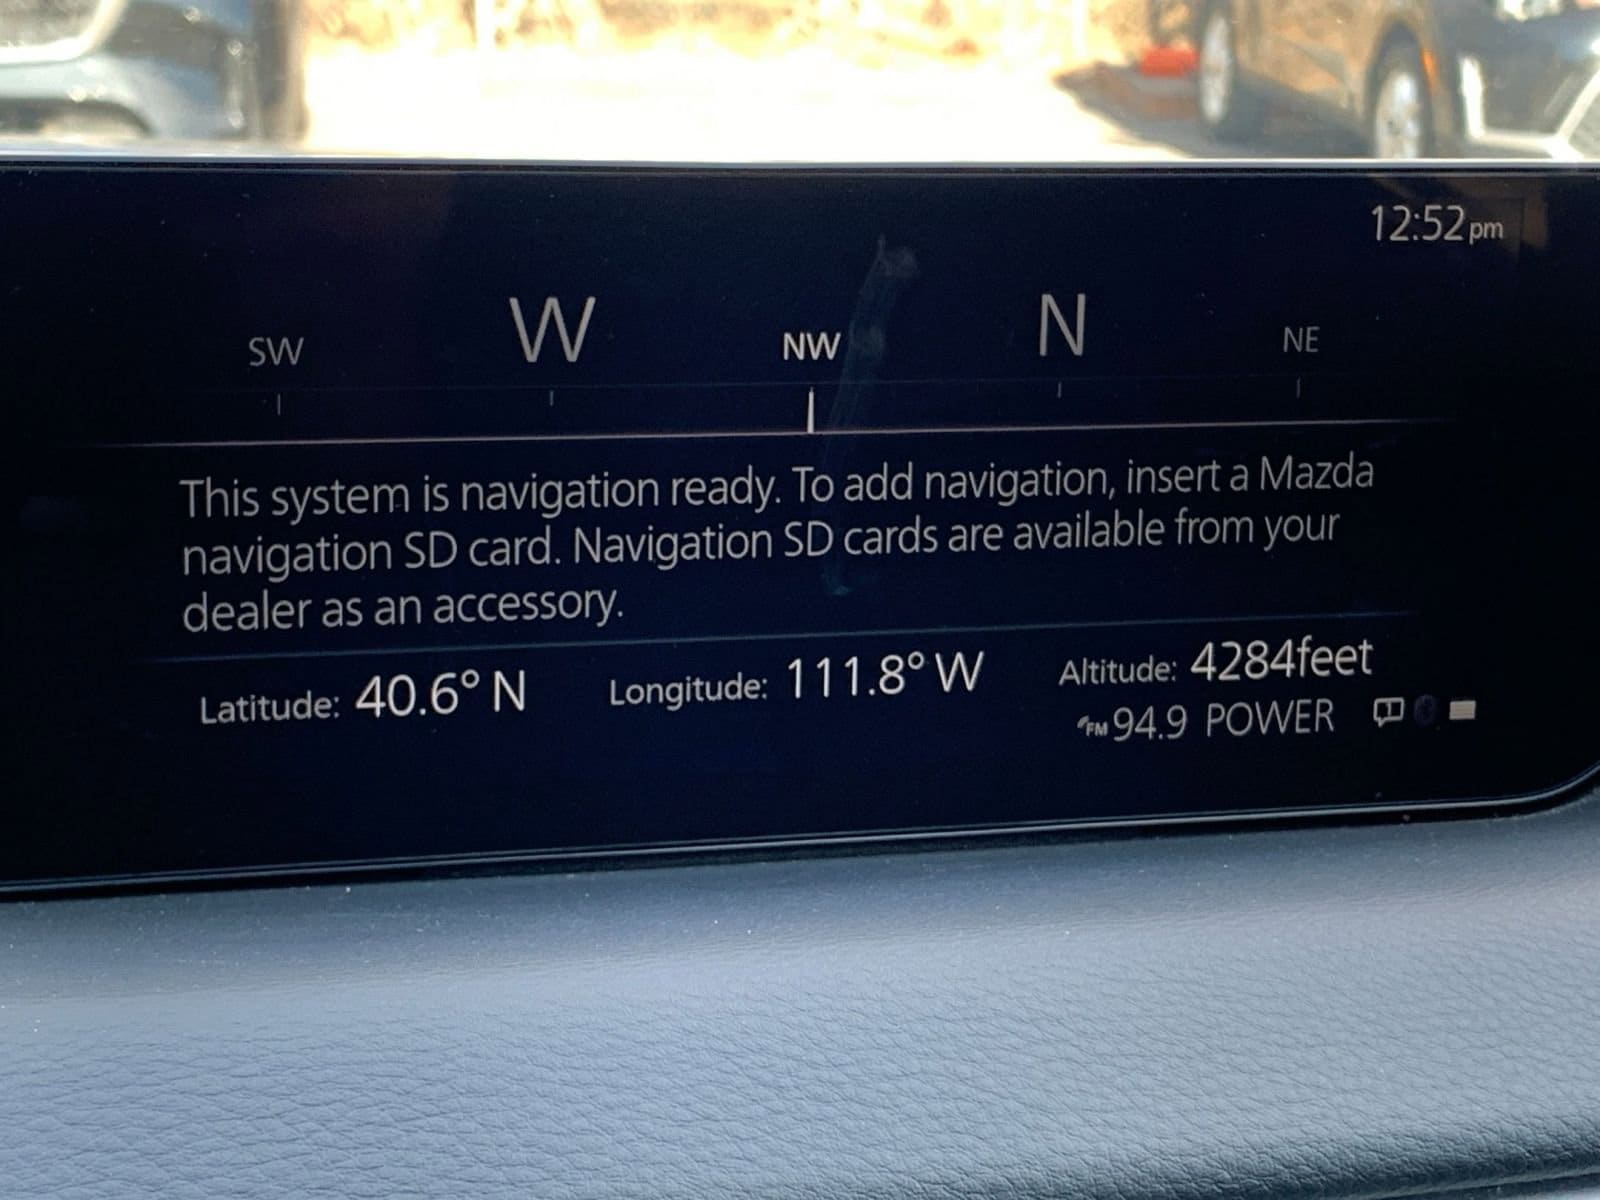 12:52pm
SW W NW N NE
This system is navigation ready. To add navigation, insert a Mazda
navigation SD card. Navigation SD cards are available from your
dealer as an accessory.
Latitude: 40.6° N Longitude: 111.8° W Altitude: 4284feet
FM 94.9 POWER